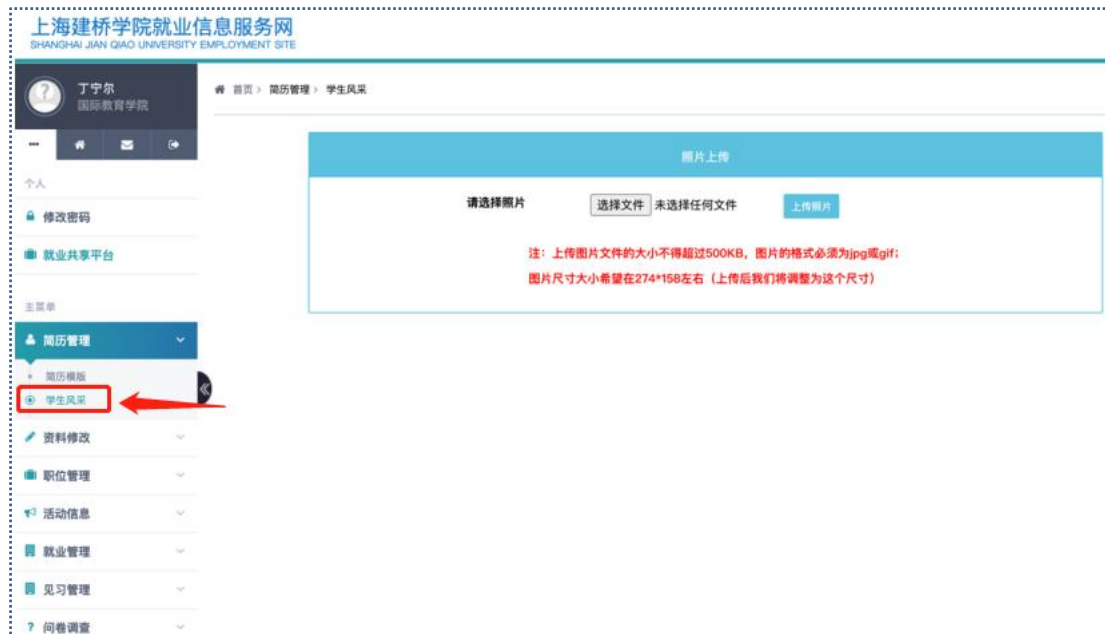 上海建桥学院就业信息服务网
SHANGHAI JIAN QIAO UNIVERSITY EMPLOYMENT SITE
丁宁尔
国际教育学院
首页 › 简历管理 › 学生风采
个人
修改密码
就业共享平台
主菜单
简历管理
简历模版
学生风采
资料修改
职位管理
活动信息
就业管理
见习管理
问卷调查
照片上传
请选择照片 选择文件 未选择任何文件 上传照片
注：上传图片文件的大小不得超过500KB，图片的格式必须为jpg或gif；
图片尺寸大小希望在274*158左右（上传后我们将调整为这个尺寸）